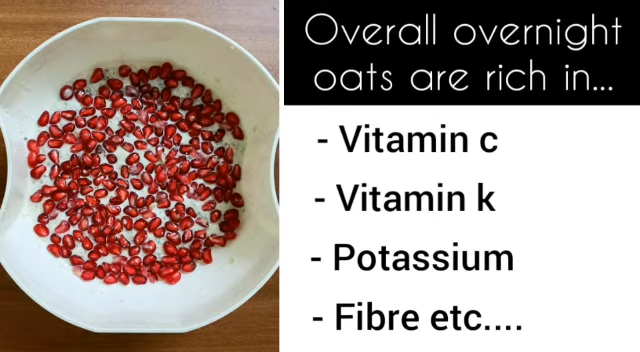 Overall overnight
oats are rich in...
- Vitamin c
- Vitamin k
- Potassium
- Fibre etc....